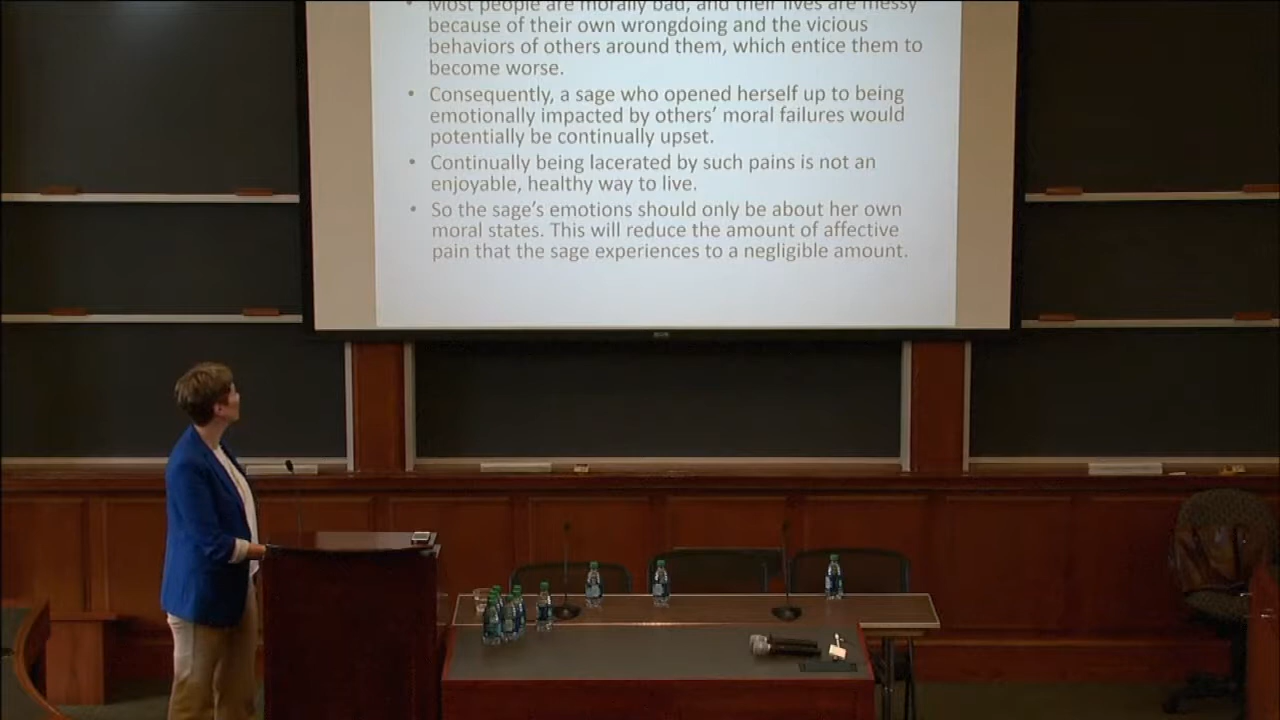 • Most people are morally bad, and their lives are messy
because of their own wrongdoing and the vicious
behaviors of others around them, which entice them to
become worse.
• Consequently, a sage who opened herself up to being
emotionally impacted by others' moral failures would
potentially be continually upset.
• Continually being lacerated by such pains is not an
enjoyable, healthy way to live.
• So the sage's emotions should only be about her own
moral states. This will reduce the amount of affective
pain that the sage experiences to a negligible amount.